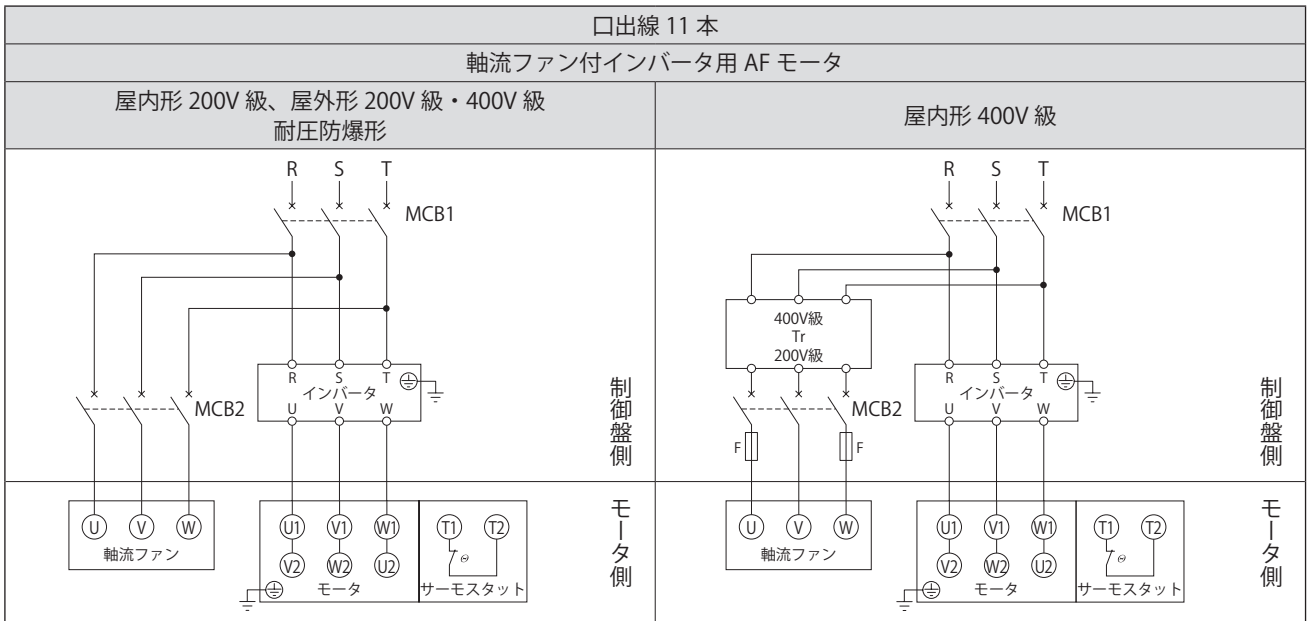 口出線 11 本
軸流ファン付インバータ用 AF モータ
屋内形 200V 級、屋外形 200V 級・400V 級
耐圧防爆形
R S T
MCB1
R S T
インバータ
U V W
MCB2
制御盤側
U V W
軸流ファン
U1 V1 W1
V2 W2 U2
モータ
T1 T2
Θ
サーモスタット
モータ側
屋内形 400V 級
R S T
MCB1
400V級
Tr
200V級
R S T
インバータ
U V W
MCB2
F F
制御盤側
U V W
軸流ファン
U1 V1 W1
V2 W2 U2
モータ
T1 T2
Θ
サーモスタット
モータ側